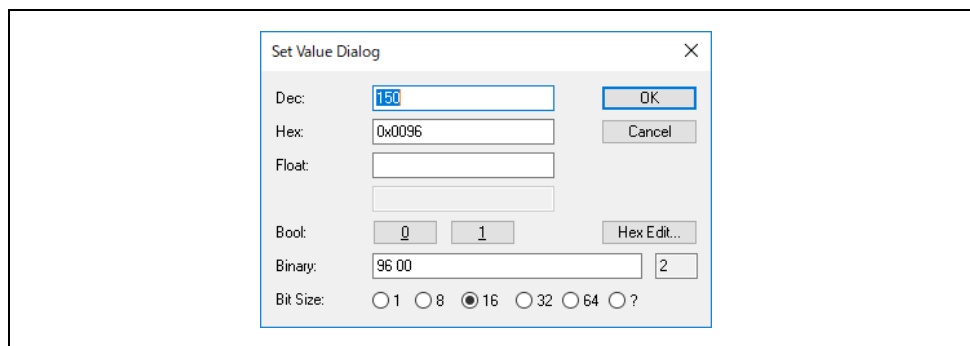 Set Value Dialog
Dec: 150 OK
Hex: 0x0096 Cancel
Float:
Bool: 0 1 Hex Edit...
Binary: 96 00 2
Bit Size: 1 8 16 32 64 ?